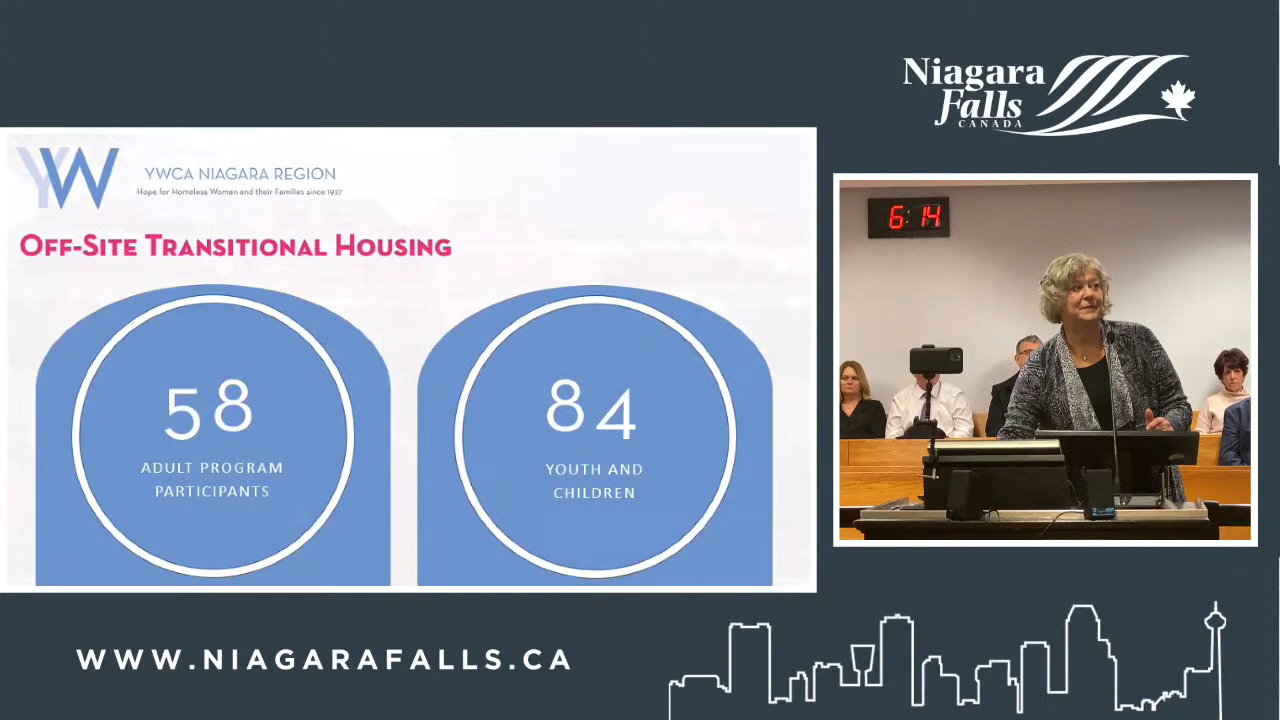 Niagara
Falls
CANADA
YW
YWCA NIAGARA REGION
Hope for Homeless Women and their Families since 1927
OFF-SITE TRANSITIONAL HOUSING
58
ADULT PROGRAM
PARTICIPANTS
84
YOUTH AND
CHILDREN
6:14
WWW.NIAGARAFALLS.CA